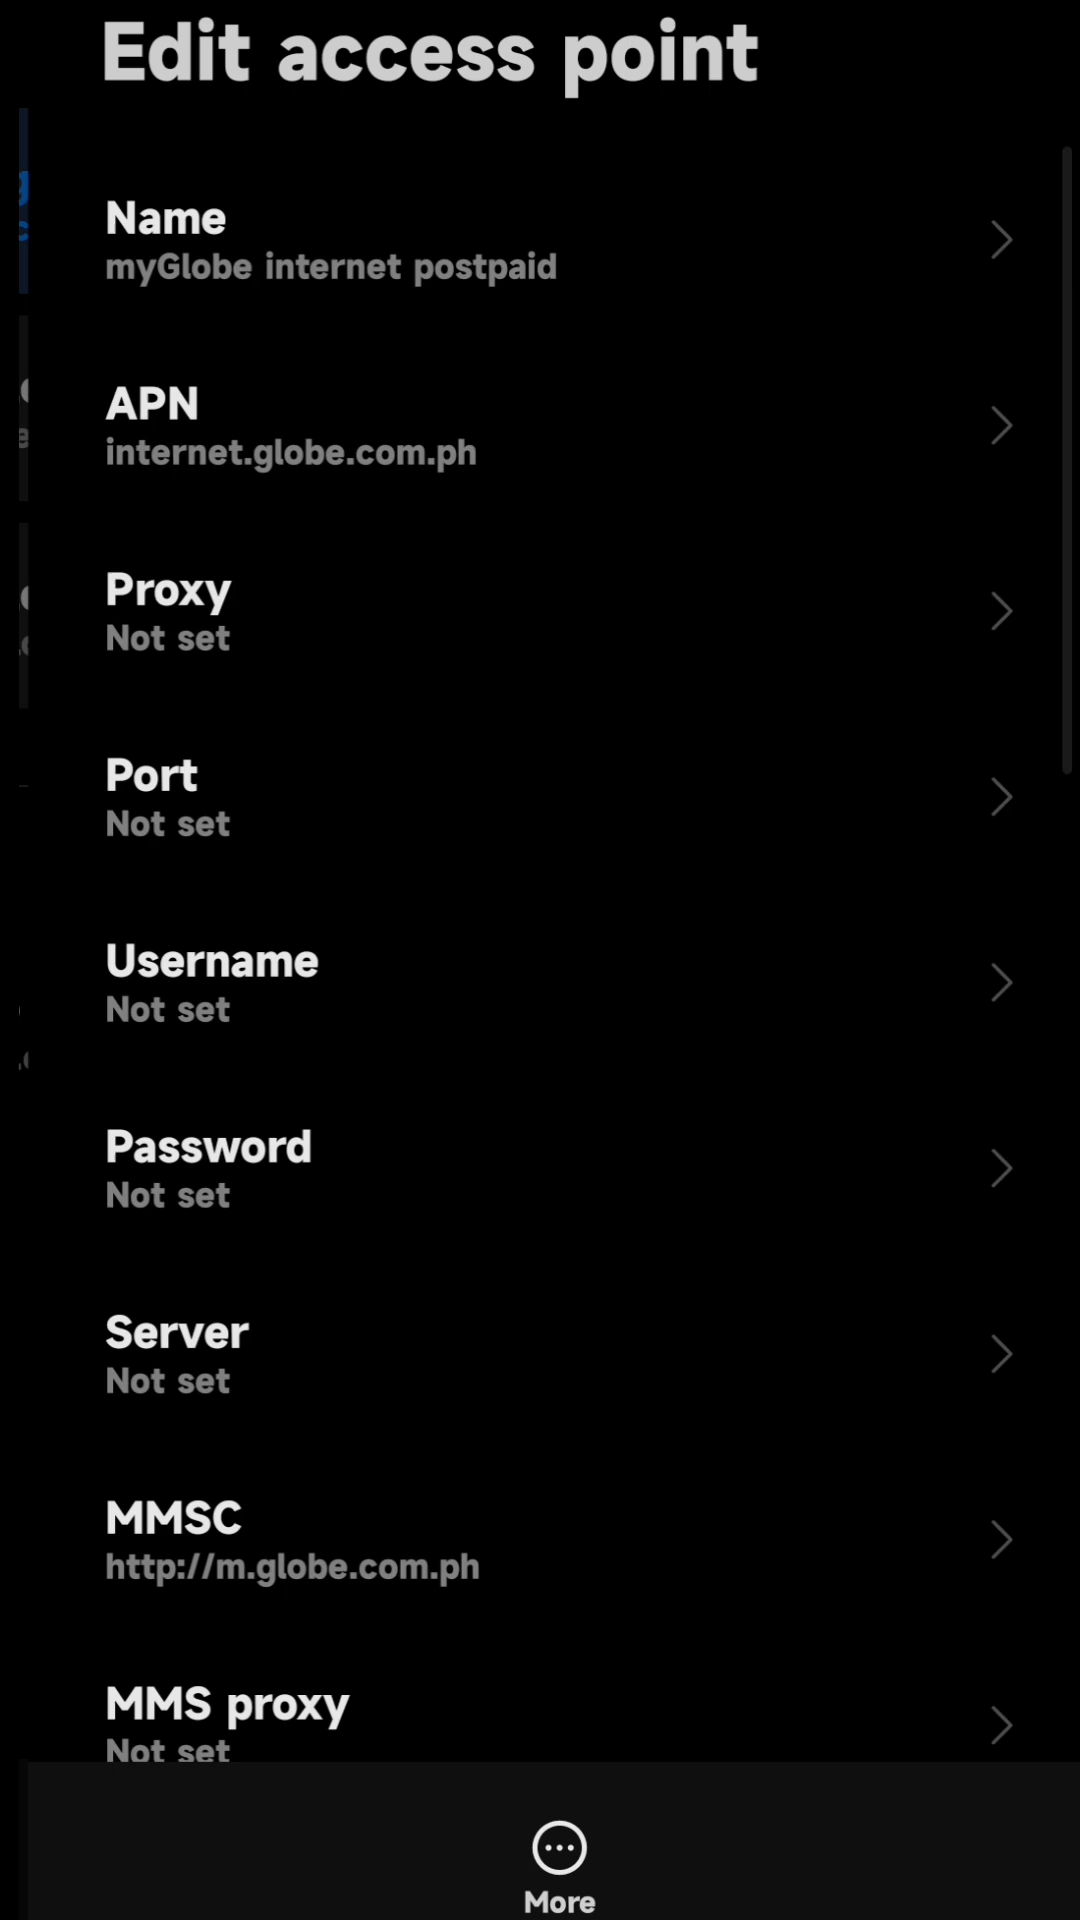 Edit access point
Name
myGlobe internet postpaid
APN
internet.globe.com.ph
Proxy
Not set
Port
Not set
Username
Not set
Password
Not set
Server
Not set
MMSC
http://m.globe.com.ph
MMS proxy
Not set
More